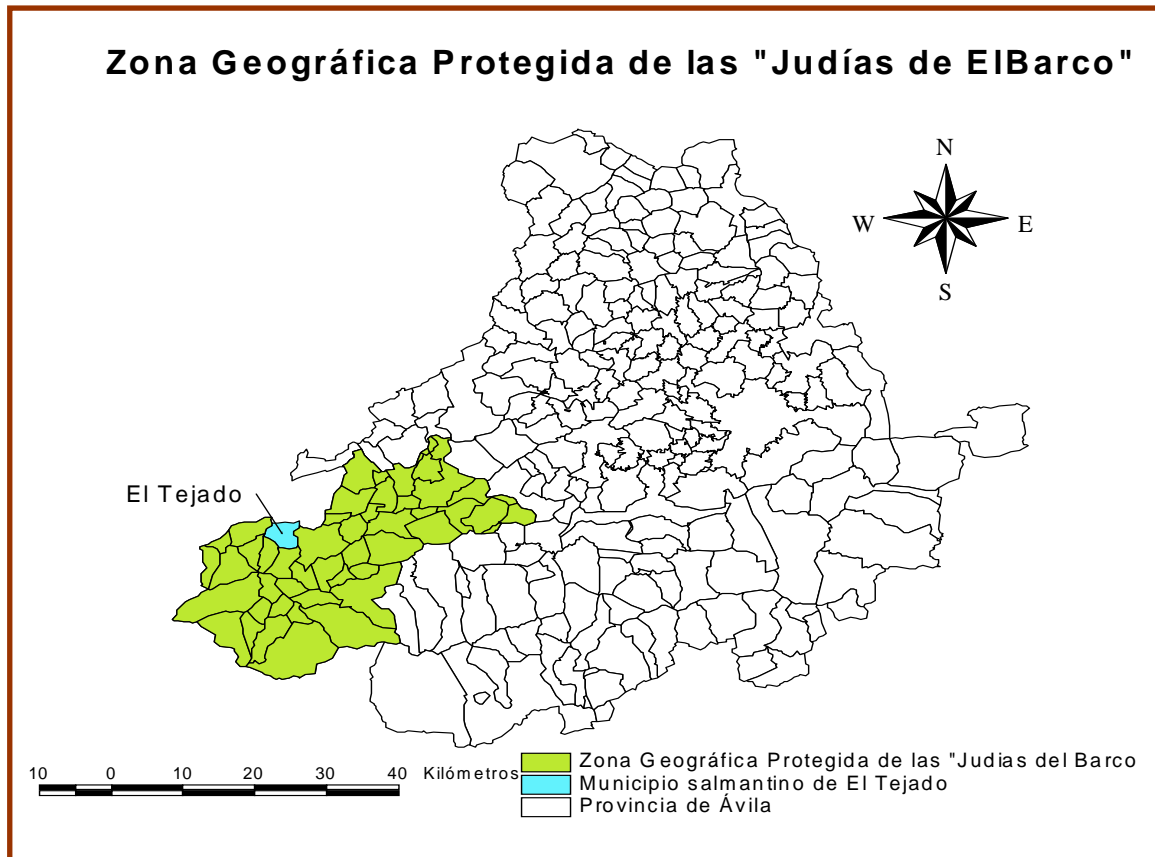 Zona Geográfica Protegida de las "Judías de ElBarco"
N
W
E
S
El Tejado
10 0 10 20 30 40 Kilómetros
Zona Geográfica Protegida de las "Judias del Barco
Municipio salmantino de El Tejado
Provincia de Ávila